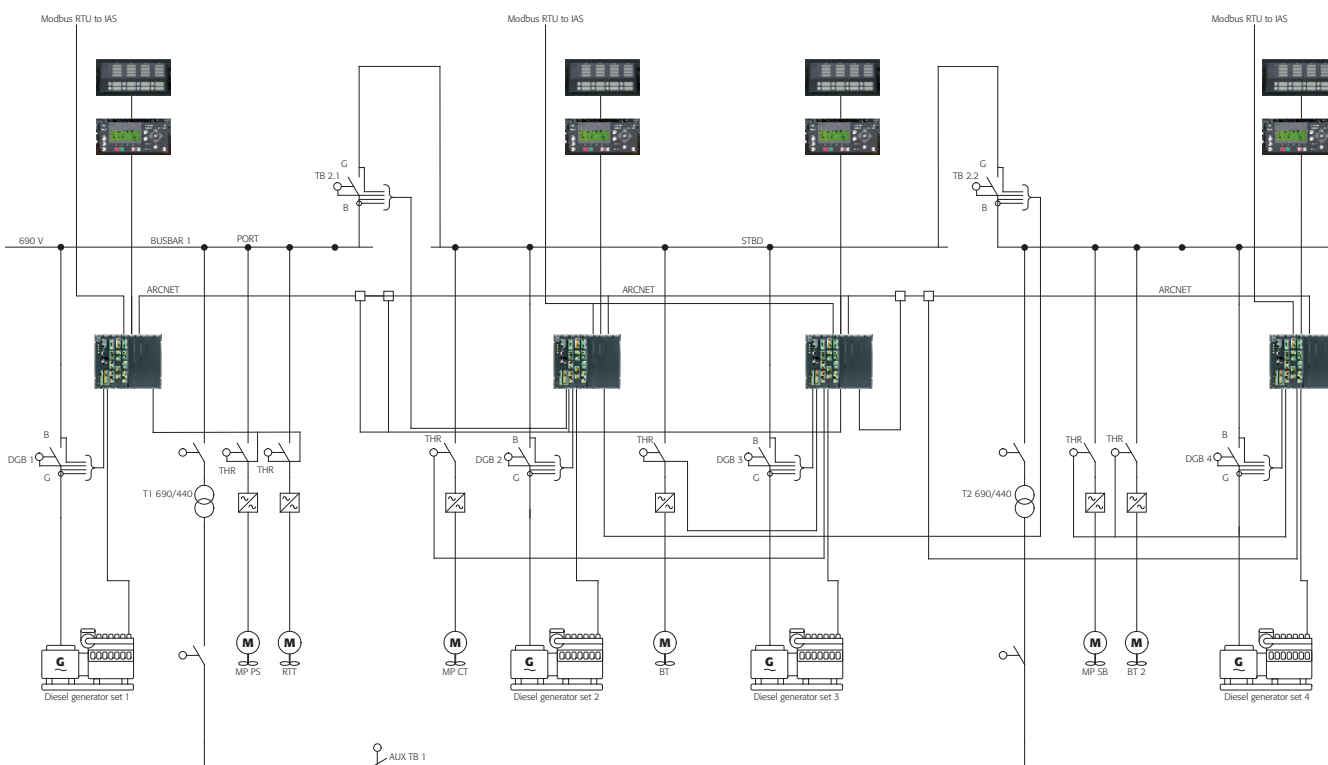 Modbus RTU to IAS
Modbus RTU to IAS
Modbus RTU to IAS
G
TB 2.1
B
G
TB 2.2
B
690 V
BUSBAR 1
PORT
STBD
ARCNET
ARCNET
ARCNET
B
DGB 1
G
THR
THR
THR
B
DGB 2
G
THR
B
DGB 3
G
THR
THR
B
DGB 4
G
T1 690/440
T2 690/440
G
M
M
M
G
M
G
M
M
G
MP PS
RTT
MP CT
BT
MP SB
BT 2
Diesel generator set 1
Diesel generator set 2
Diesel generator set 3
Diesel generator set 4
AUX TB 1